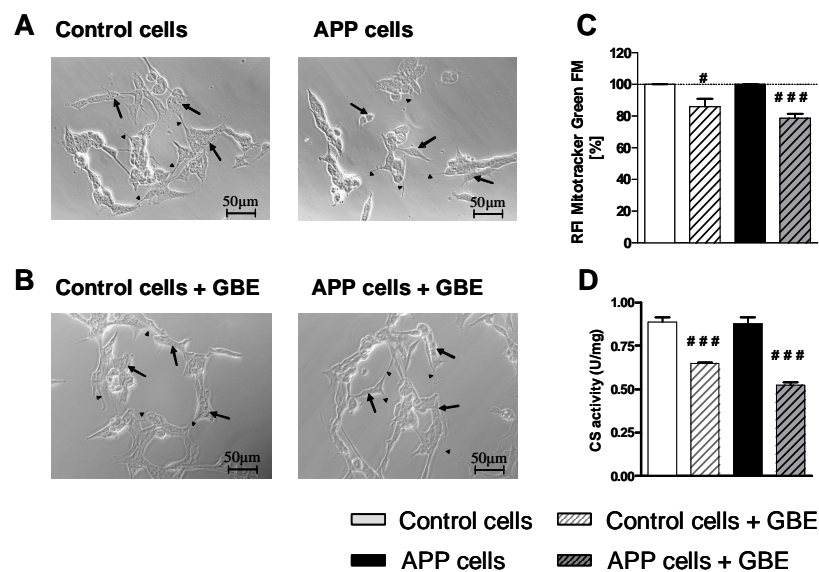 A
Control cells
APP cells
50μm
50μm
B
Control cells + GBE
APP cells + GBE
50μm
50μm
C
RFI Mitotracker Green FM
[%]
120
100
80
60
40
20
0
#
###
D
CS activity (U/mg)
1.00
0.75
0.50
0.25
0.00
###
###
Control cells
Control cells + GBE
APP cells
APP cells + GBE